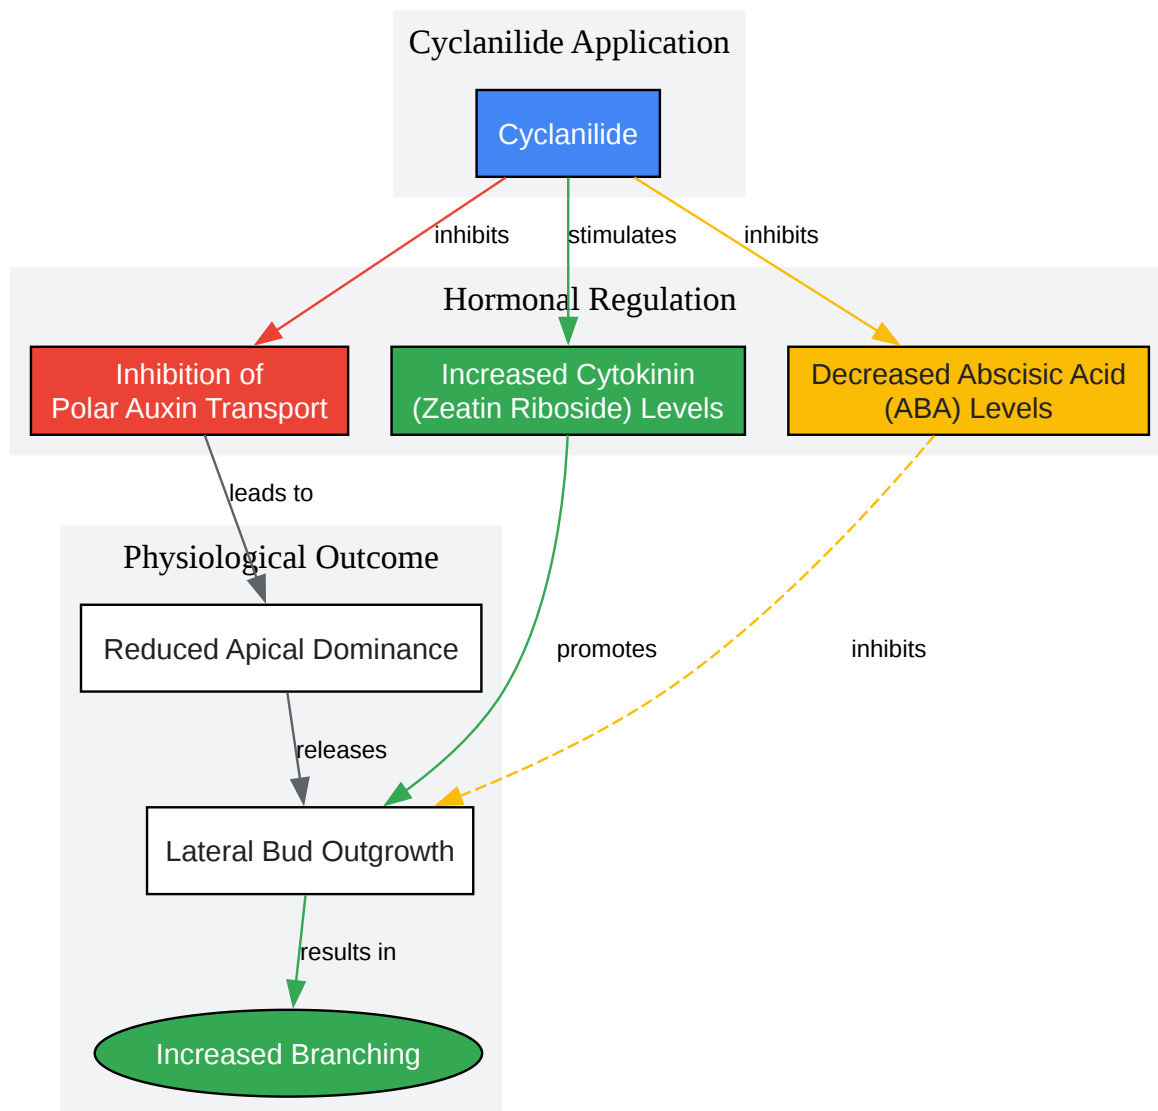 Cyclanilide Application
Cyclanilide
inhibits
stimulates
inhibits
Hormonal Regulation
Inhibition of
Polar Auxin Transport
Increased Cytokinin
(Zeatin Riboside) Levels
Decreased Abscisic Acid
(ABA) Levels
leads to
Physiological Outcome
Reduced Apical Dominance
promotes
inhibits
releases
Lateral Bud Outgrowth
results in
Increased Branching